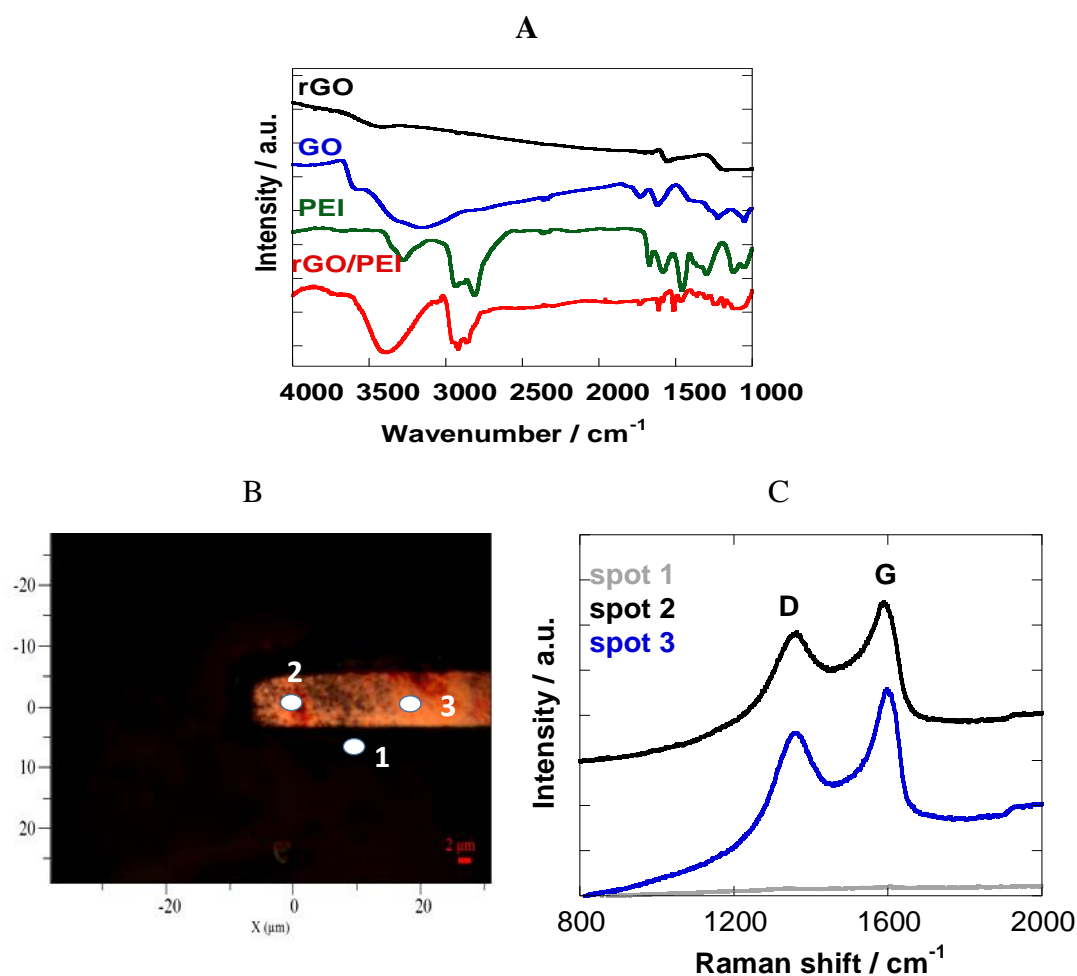 A
rGO
GO
PEI
rGO/PEI
Intensity / a.u.
4000 3500 3000 2500 2000 1500 1000
Wavenumber / cm-1
B
C
-20
-10
0
10
20
2
3
1
2 µm
-20 0 20
X (µm)
spot 1
spot 2
spot 3
D
G
Intensity / a.u.
800 1200 1600 2000
Raman shift / cm-1